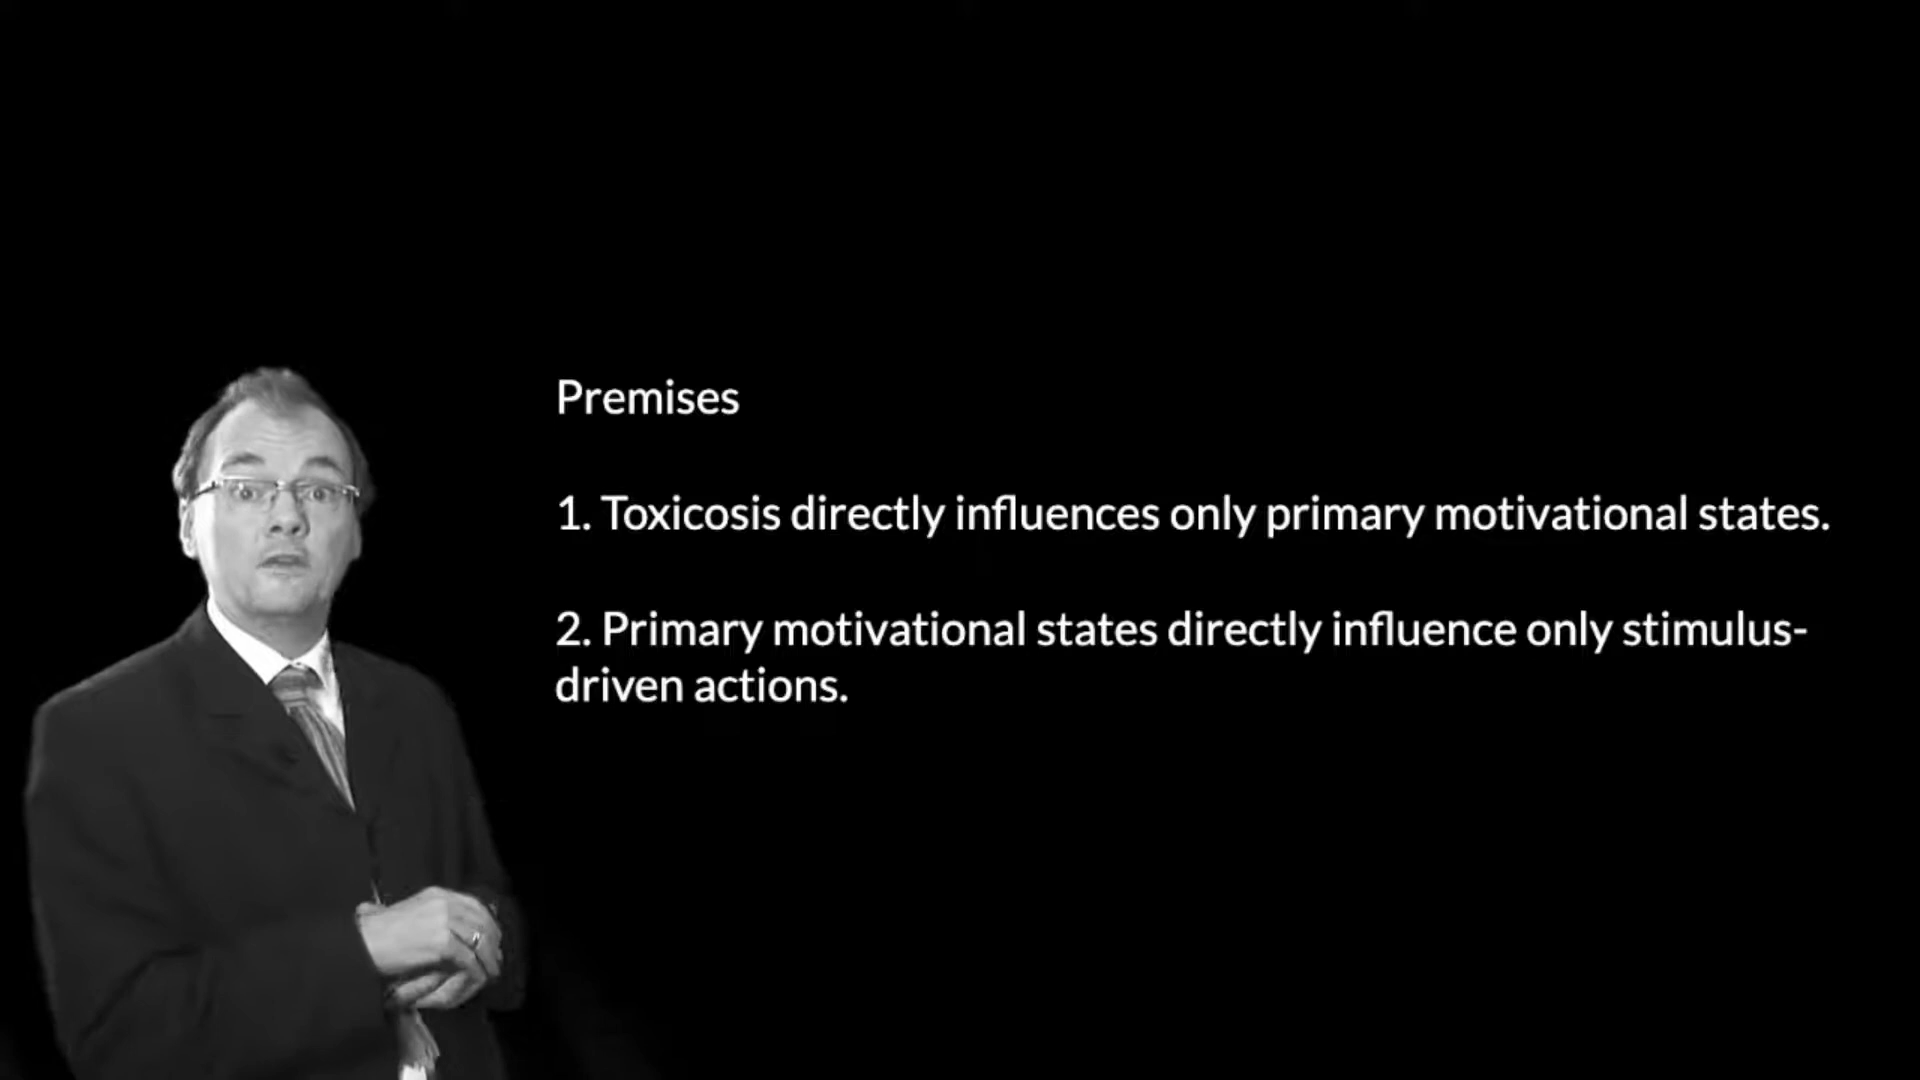 Premises
1. Toxicosis directly influences only primary motivational states.
2. Primary motivational states directly influence only stimulus-
driven actions.